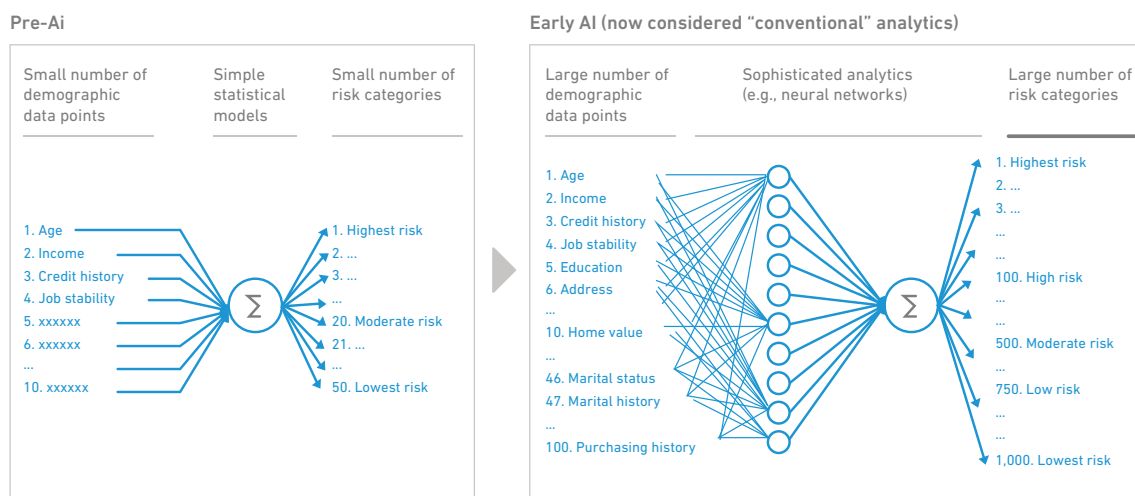 Pre-Ai
Small number of
demographic
data points
Simple
statistical
models
Small number of
risk categories
1. Age
2. Income
3. Credit history
4. Job stability
5. xxxxxx
6. xxxxxx
...
10. xxxxxx
Σ
1. Highest risk
2. ...
3. ...
...
20. Moderate risk
21. ...
...
50. Lowest risk
Early AI (now considered “conventional” analytics)
Large number of
demographic
data points
Sophisticated analytics
(e.g., neural networks)
Large number of
risk categories
1. Age
2. Income
3. Credit history
4. Job stability
5. Education
6. Address
...
10. Home value
...
46. Marital status
47. Marital history
...
100. Purchasing history
Σ
1. Highest risk
2. ...
3. ...
...
...
100. High risk
...
...
500. Moderate risk
...
750. Low risk
...
...
1,000. Lowest risk